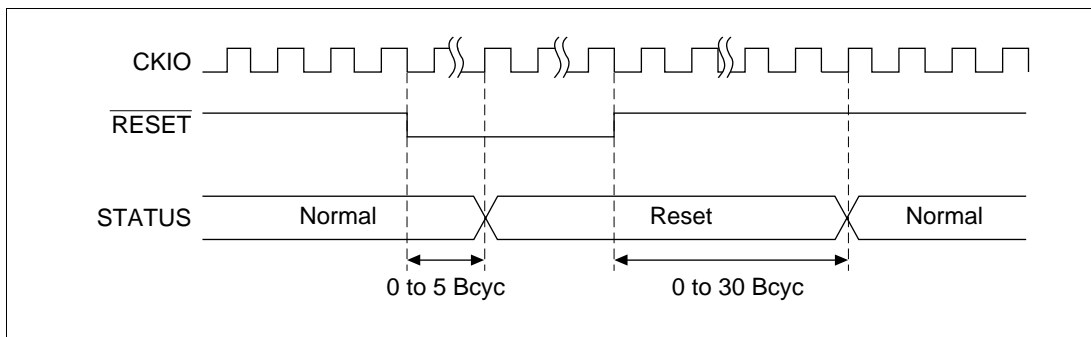 CKIO
RESET
STATUS
Normal
Reset
Normal
0 to 5 Bcyc
0 to 30 Bcyc